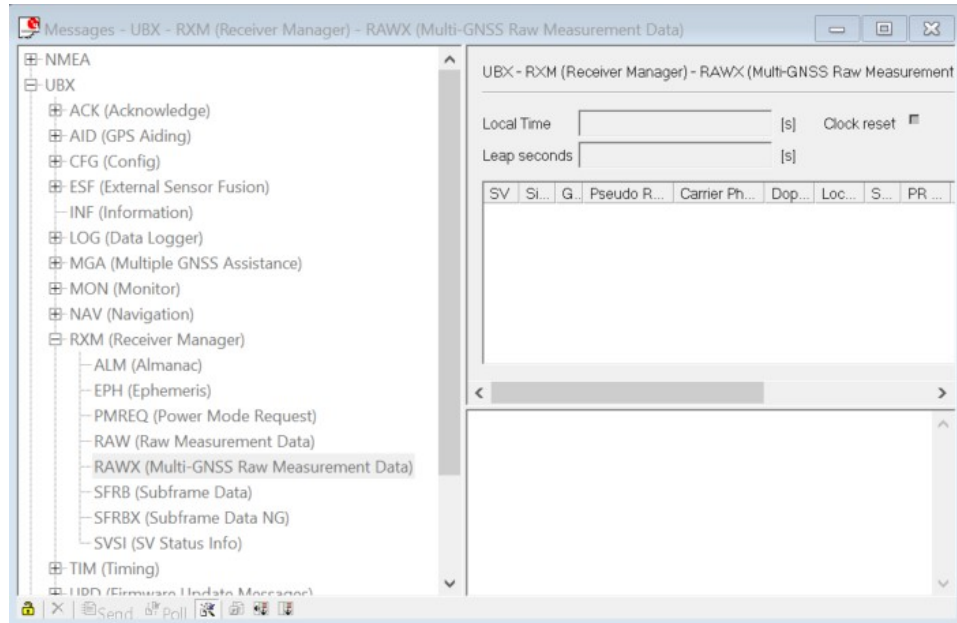 Messages - UBX - RXM (Receiver Manager) - RAWX (Multi-GNSS Raw Measurement Data)
NMEA
UBX
ACK (Acknowledge)
AID (GPS Aiding)
CFG (Config)
ESF (External Sensor Fusion)
INF (Information)
LOG (Data Logger)
MGA (Multiple GNSS Assistance)
MON (Monitor)
NAV (Navigation)
RXM (Receiver Manager)
ALM (Almanac)
EPH (Ephemeris)
PMREQ (Power Mode Request)
RAW (Raw Measurement Data)
RAWX (Multi-GNSS Raw Measurement Data)
SFRB (Subframe Data)
SFRBX (Subframe Data NG)
SVSI (SV Status Info)
TIM (Timing)
UPD (Firmware Update Messages)
Send Poll
UBX - RXM (Receiver Manager) - RAWX (Multi-GNSS Raw Measurement
Local Time [s] Clock reset
Leap seconds [s]
SV Si... G.. Pseudo R... Carrier Ph... Dop... Loc... S... PR ...